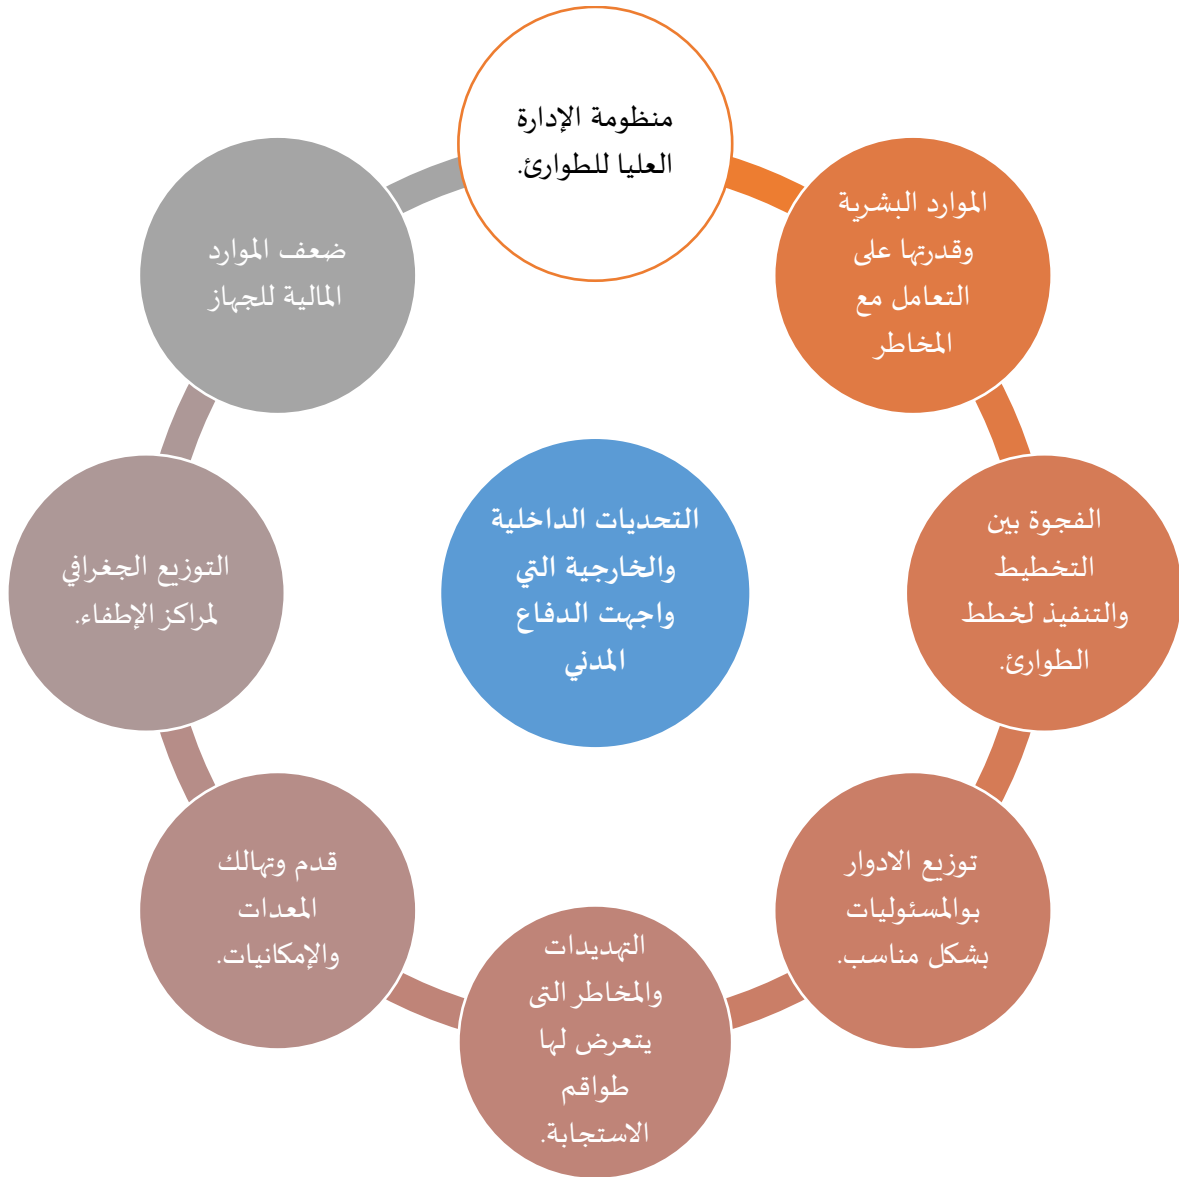 منظومة الإدارة
العليا للطوارئ.
الموارد البشرية
وقدرتها على
التعامل مع
المخاطر
الفجوة بين
التخطيط
والتنفيذ لخطط
الطوارئ.
توزيع الادوار
بوالمسئوليات
بشكل مناسب.
التهديدات
والمخاطر التى
يتعرض لها
طواقم
الاستجابة.
قدم وتهالك
المعدات
والإمكانيات.
التوزيع الجغرافي
لمراكز الإطفاء.
ضعف الموارد
المالية للجهاز
التحديات الداخلية
والخارجية التي
واجهت الدفاع
المدني